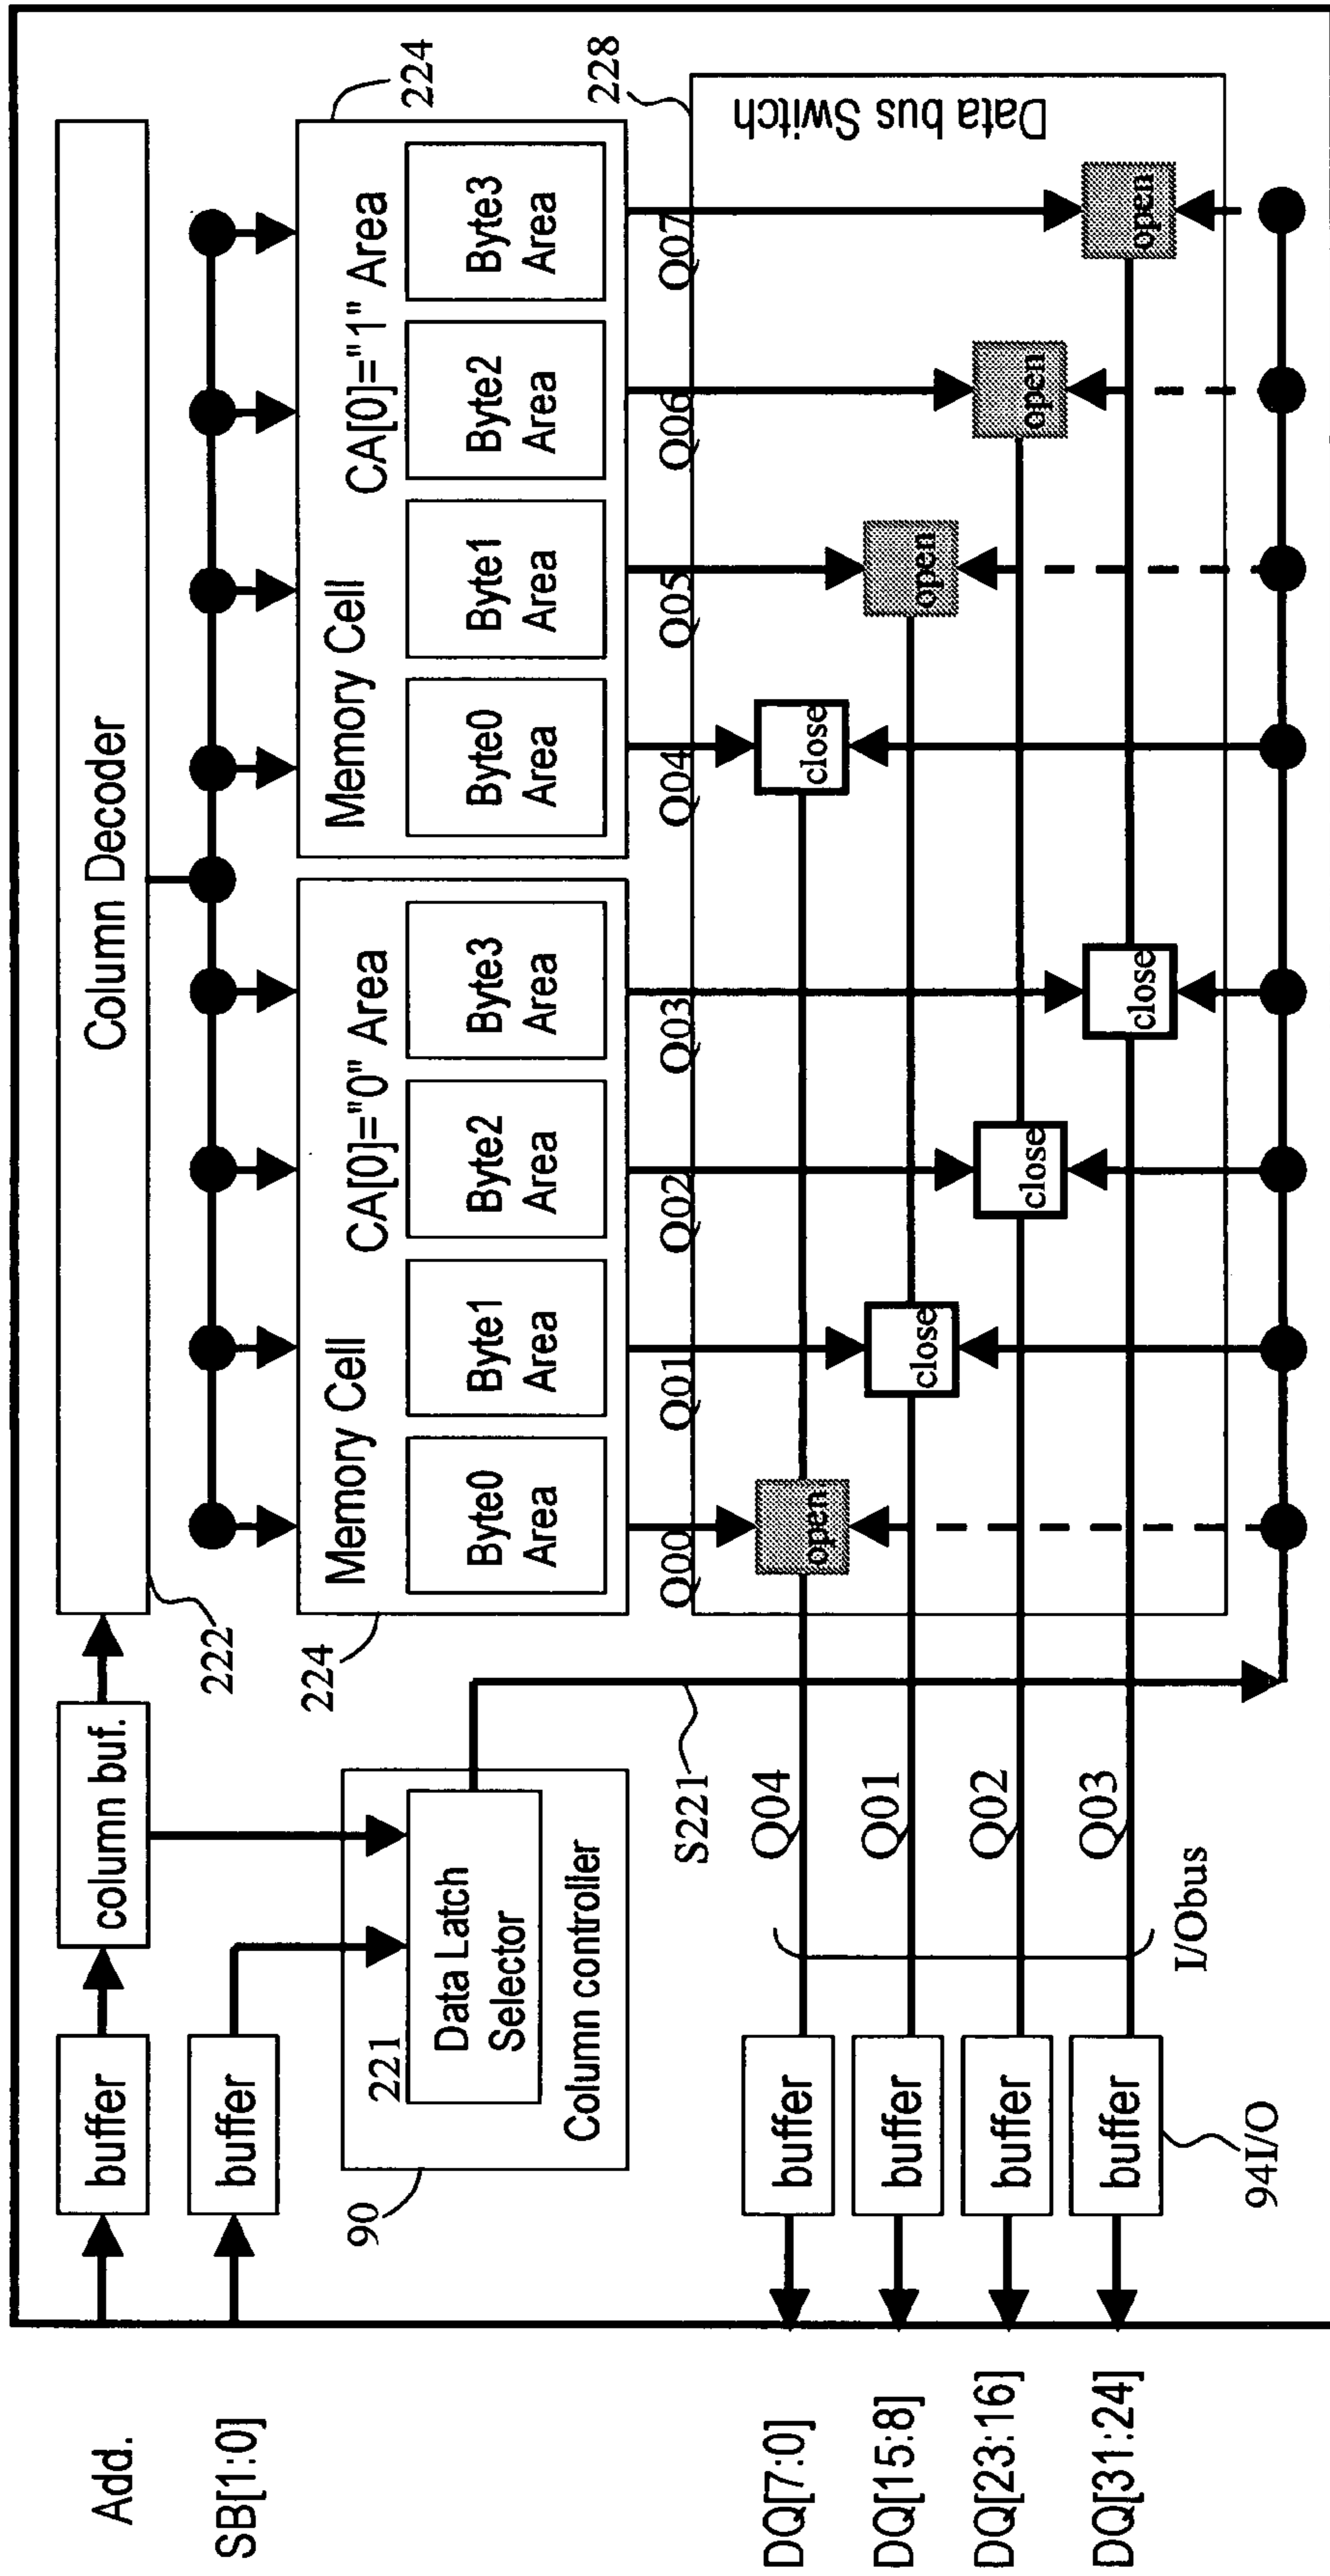 Add.
SB[1:0]
DQ[7:0]
DQ[15:8]
DQ[23:16]
DQ[31:24]
buffer
buffer
column buf.
Column Decoder
222
90
221
Data Latch
Selector
Column controller
S221
224
Memory Cell
CA[0]="0" Area
Byte0
Area
Byte1
Area
Byte2
Area
Byte3
Area
224
Memory Cell
CA[0]="1" Area
Byte0
Area
Byte1
Area
Byte2
Area
Byte3
Area
Q00
Q01
Q02
Q03
Q04
Q05
Q06
Q07
228
Data bus Switch
open
close
close
close
close
open
open
open
Q04
Q01
Q02
Q03
I/Obus
buffer
buffer
buffer
buffer
94I/O